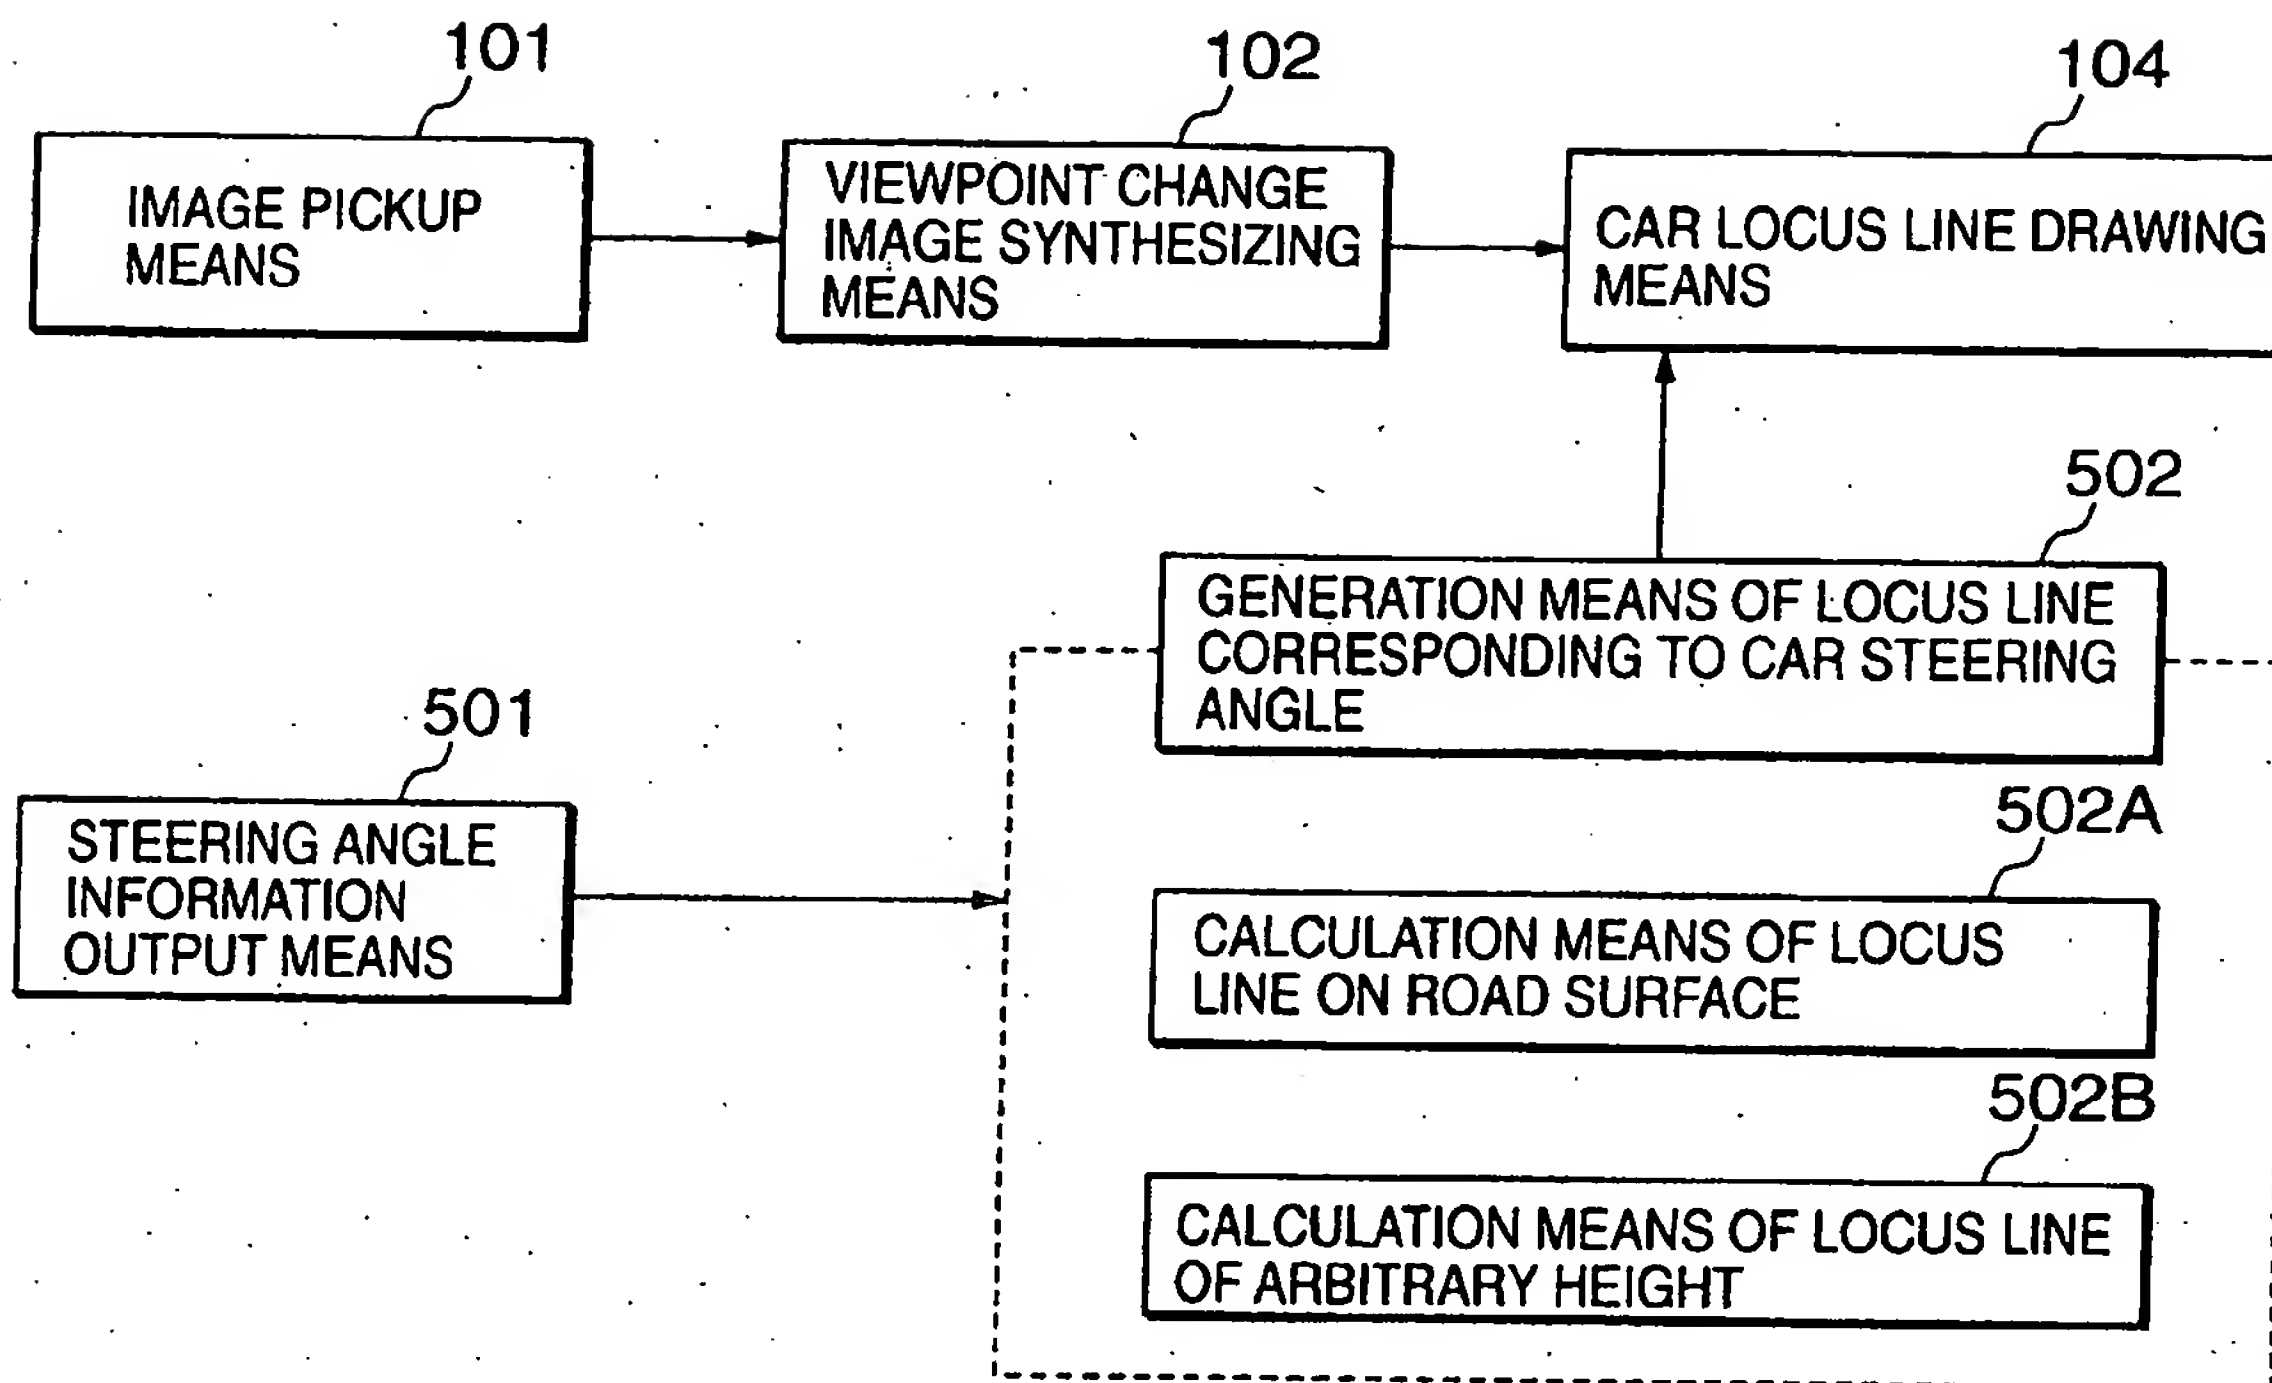 101
IMAGE PICKUP
MEANS
102
VIEWPOINT CHANGE
IMAGE SYNTHESIZING
MEANS
104
CAR LOCUS LINE DRAWING
MEANS
502
GENERATION MEANS OF LOCUS LINE
CORRESPONDING TO CAR STEERING
ANGLE
501
STEERING ANGLE
INFORMATION
OUTPUT MEANS
502A
CALCULATION MEANS OF LOCUS
LINE ON ROAD SURFACE
502B
CALCULATION MEANS OF LOCUS LINE
OF ARBITRARY HEIGHT